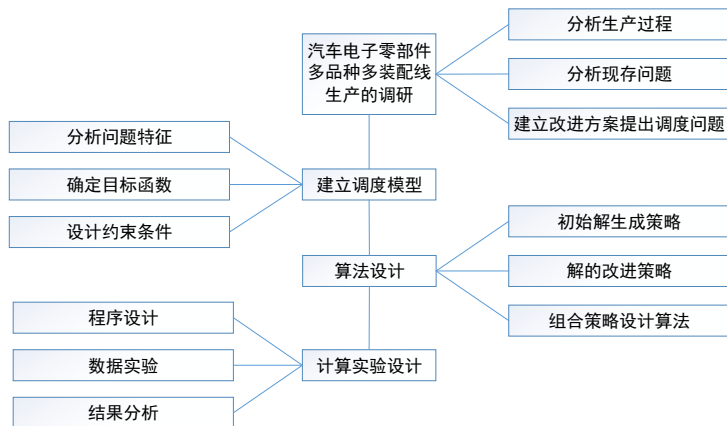 汽车电子零部件
多品种多装配线
生产的调研
分析生产过程
分析现存问题
建立改进方案提出调度问题
建立调度模型
分析问题特征
确定目标函数
设计约束条件
算法设计
初始解生成策略
解的改进策略
组合策略设计算法
计算实验设计
程序设计
数据实验
结果分析